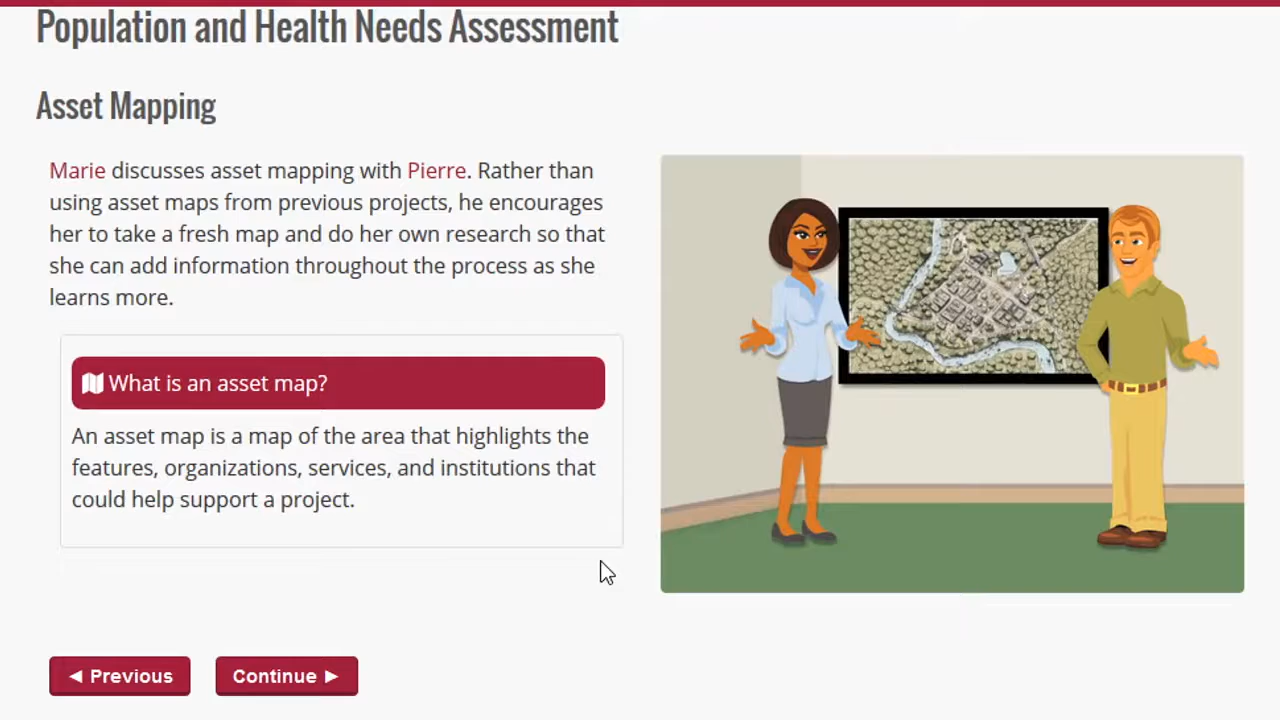 Population and Health Needs Assessment
Asset Mapping
Marie discusses asset mapping with Pierre. Rather than
using asset maps from previous projects, he encourages
her to take a fresh map and do her own research so that
she can add information throughout the process as she
learns more.
What is an asset map?
An asset map is a map of the area that highlights the
features, organizations, services, and institutions that
could help support a project.
◄ Previous
Continue ►